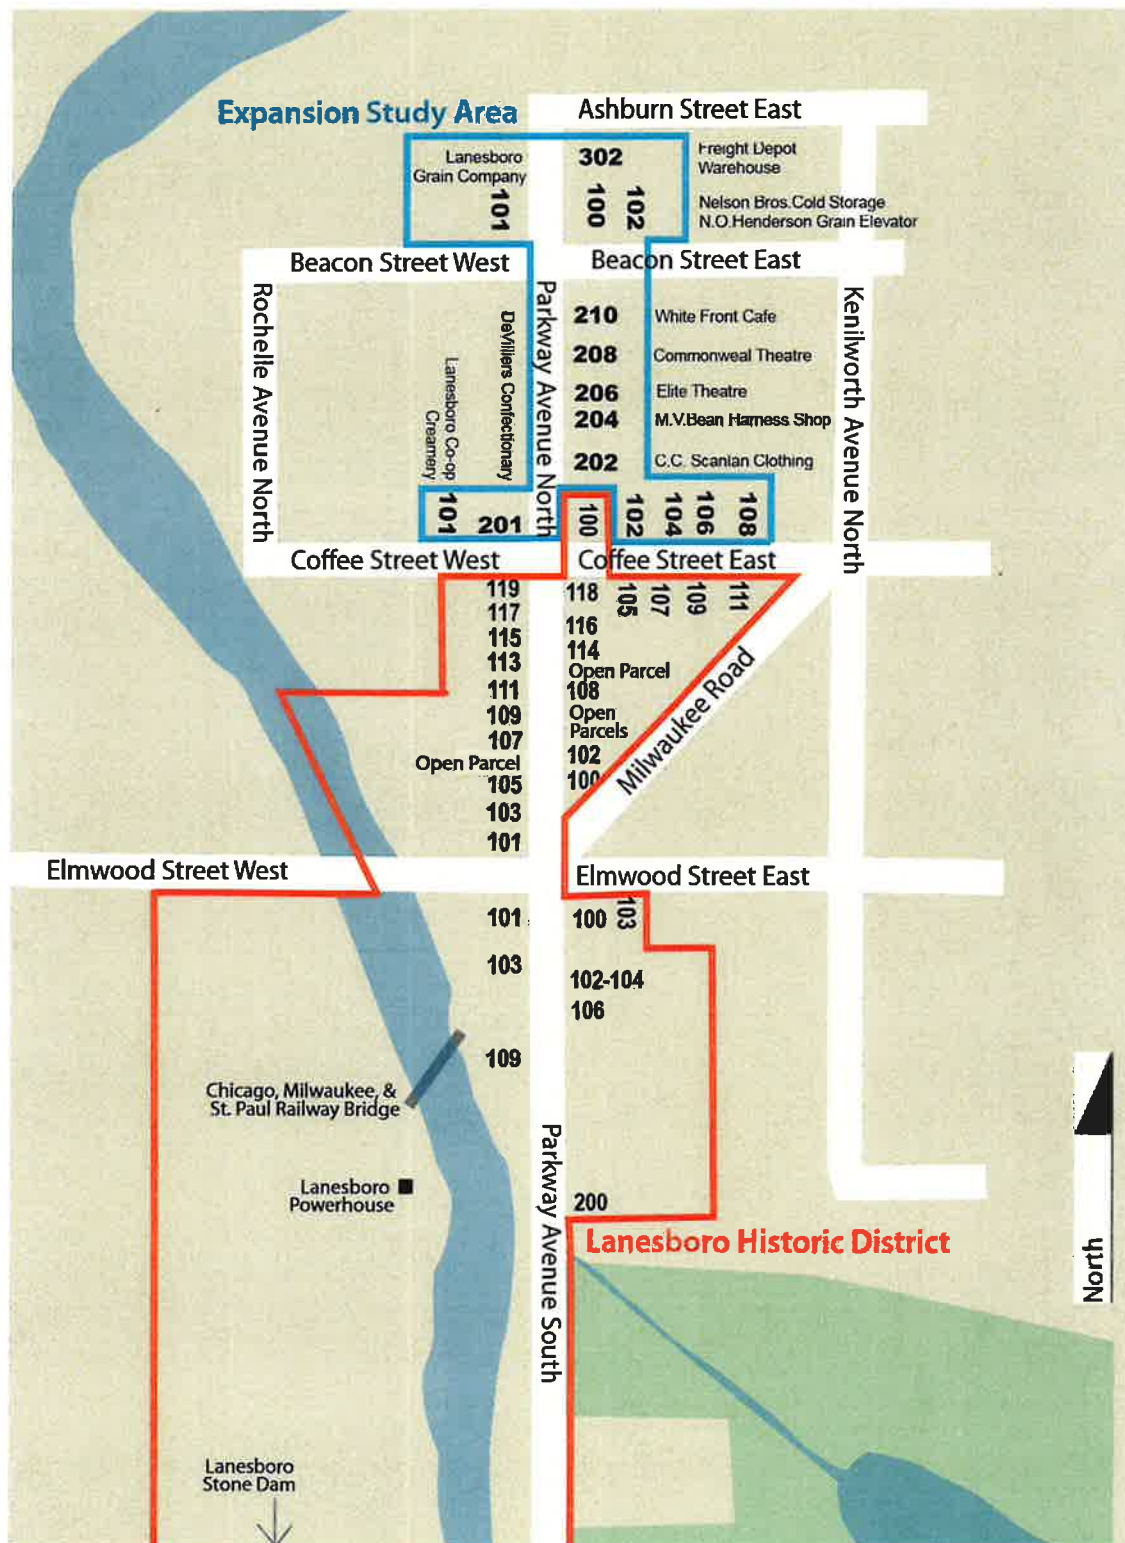 Expansion Study Area
Ashburn Street East
Lanesboro
Grain Company
101
302
100
102
Freight Depot
Warehouse
Nelson Bros.Cold Storage
N.O.Henderson Grain Elevator
Beacon Street West
Beacon Street East
Rochelle Avenue North
Parkway Avenue North
Kenilworth Avenue North
Lanesboro Co-op
Creamery
DeVilliers Confectionary
210
White Front Cafe
208
Commonweal Theatre
206
Elite Theatre
204
M.V.Bean Harness Shop
202
C.C. Scanlan Clothing
101
201
100
102
104
106
108
Coffee Street West
Coffee Street East
119
117
115
113
111
109
107
Open Parcel
105
103
101
118
116
114
Open Parcel
108
Open
Parcels
102
100
105
107
109
111
Milwaukee Road
Elmwood Street West
Elmwood Street East
101
103
109
100
103
102-104
106
Chicago, Milwaukee, &
St. Paul Railway Bridge
Lanesboro
Powerhouse
Parkway Avenue South
200
Lanesboro Historic District
North
Lanesboro
Stone Dam